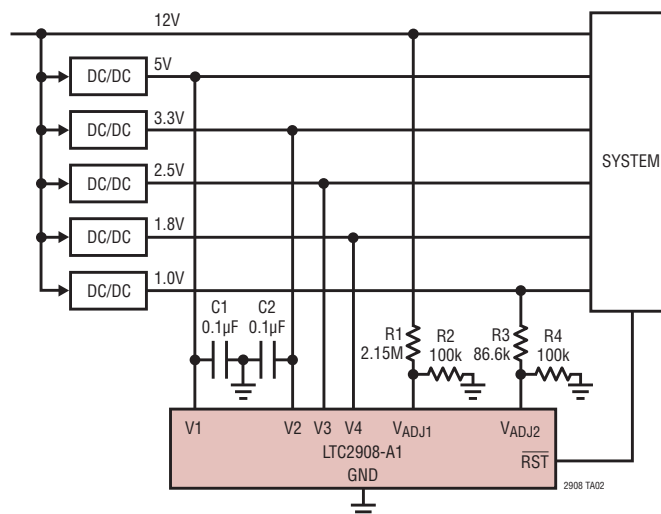 12V
5V
DC/DC
3.3V
DC/DC
2.5V
DC/DC
1.8V
DC/DC
1.0V
DC/DC
SYSTEM
C1
0.1µF
C2
0.1µF
R1
2.15M
R2
100k
R3
86.6k
R4
100k
V1
V2
V3
V4
VADJ1
VADJ2
LTC2908-A1
RST
GND
2908 TA02